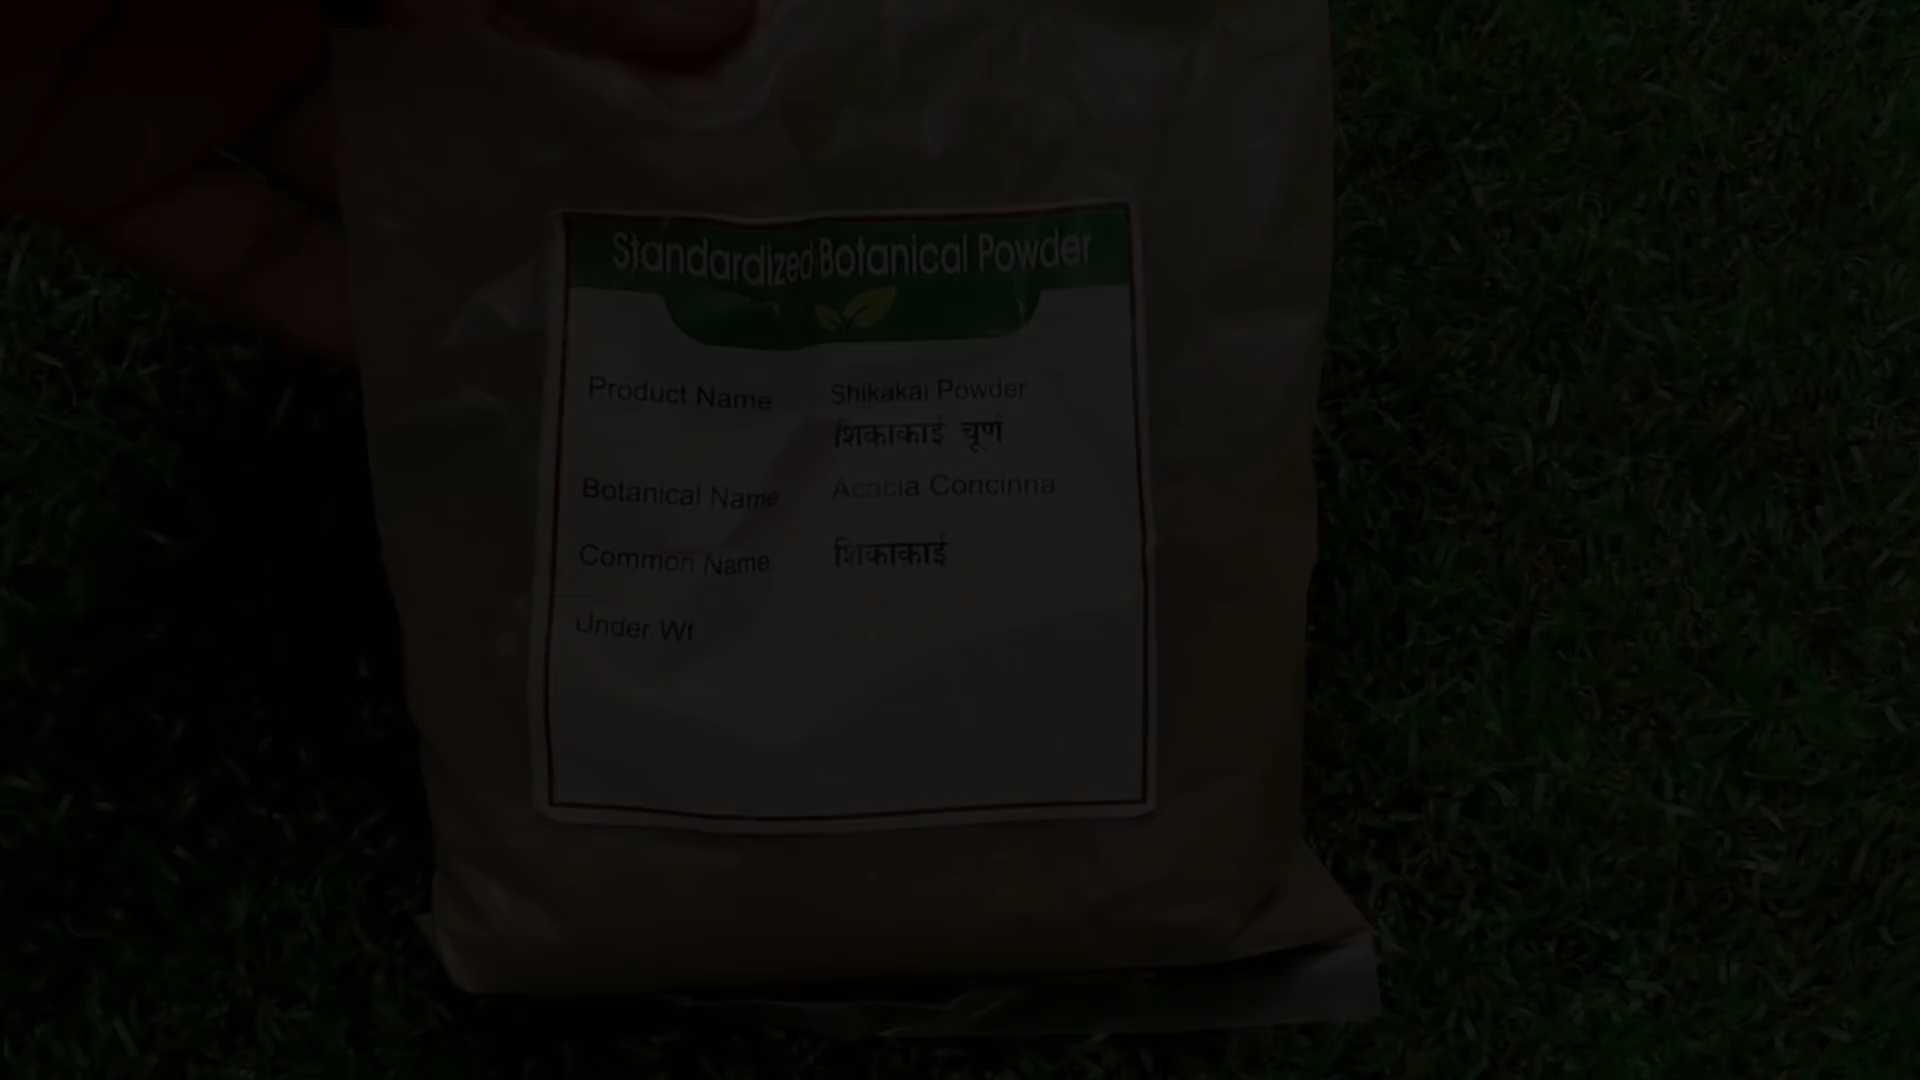 Standardized Botanical Powder
Product Name Shikakai Powder
शिकाकाई चूर्ण
Botanical Name Acacia Concinna
Common Name शिकाकाई
Under Wt